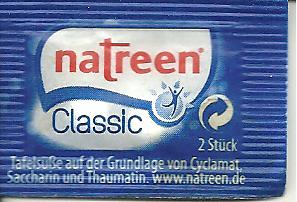 natreen®
Classic
2 Stück
Tafelsüße auf der Grundlage von Cyclamat,
Saccharin und Thaumatin. www.natreen.de